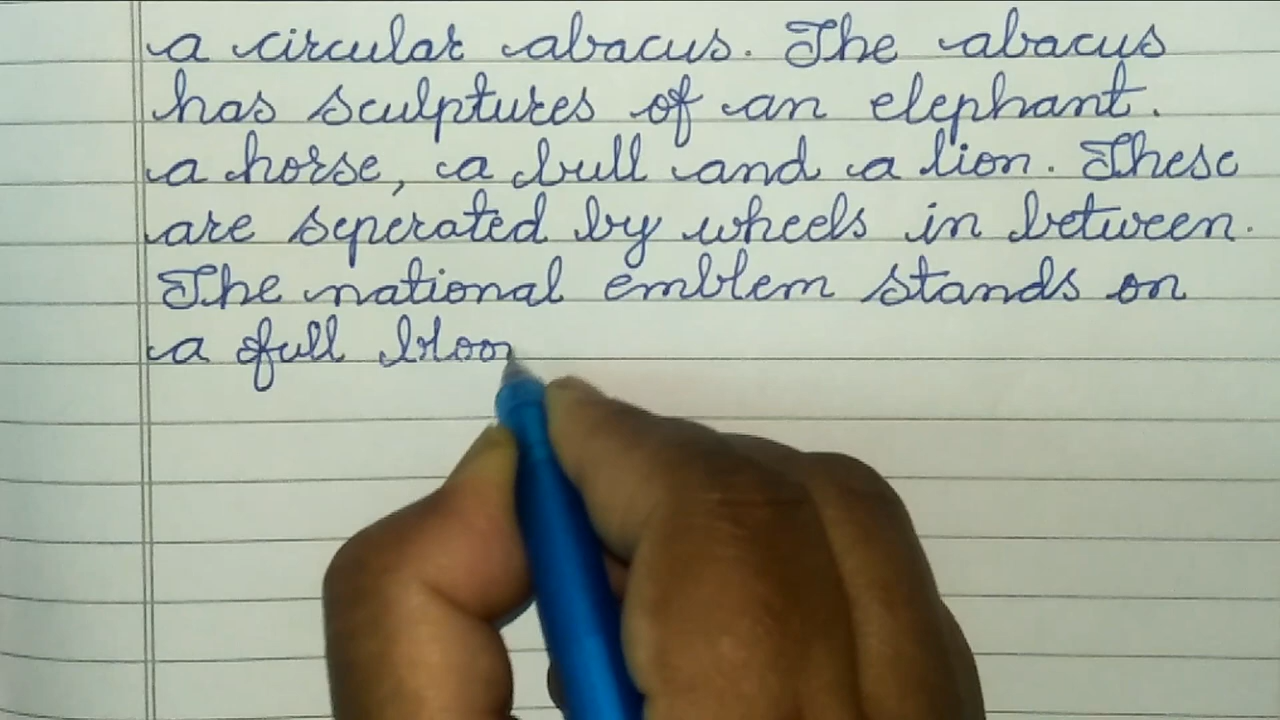 a circular abacus. The abacus
has sculptures of an elephant.
a horse, a bull and a lion. These
are seperated by wheels in between.
The national emblem stands on
a full